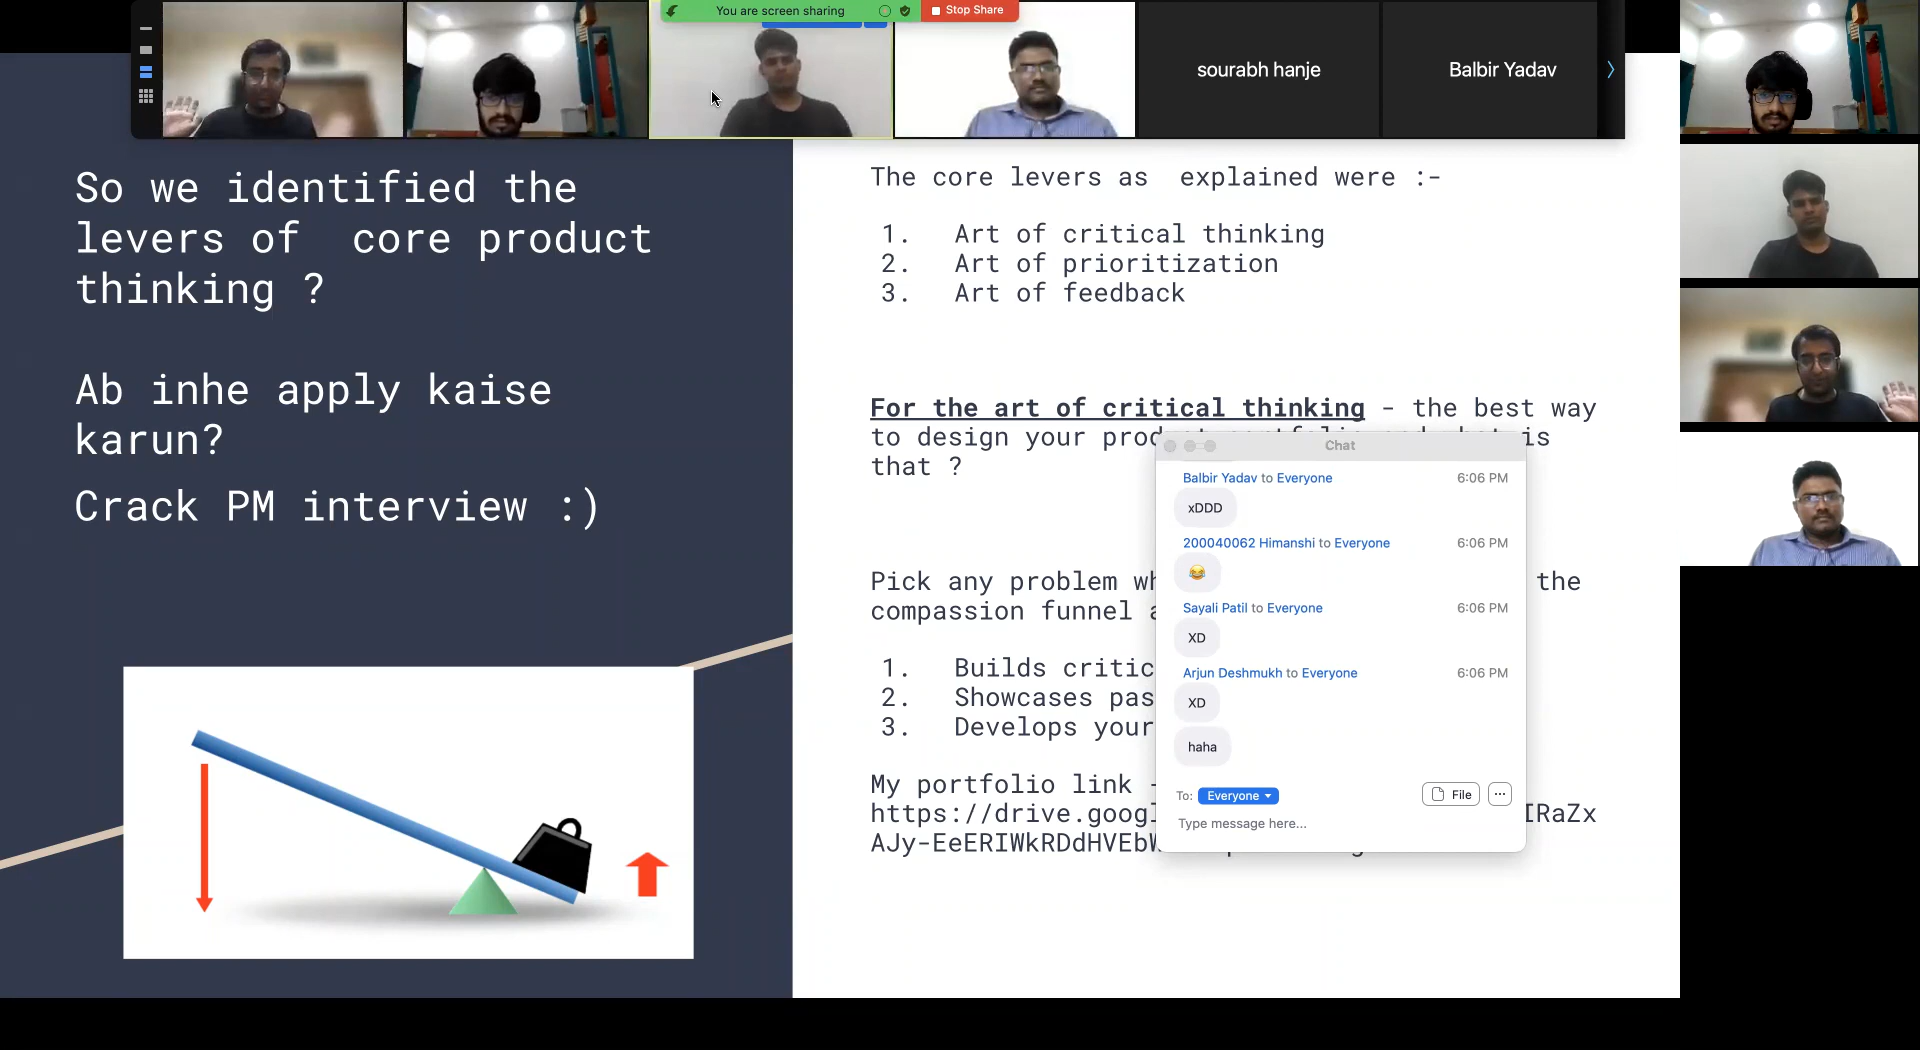 You are screen sharing
Stop Share
sourabh hanje
Balbir Yadav
So we identified the
levers of core product
thinking ?
Ab inhe apply kaise
karun?
Crack PM interview :)
The core levers as explained were :-
1. Art of critical thinking
2. Art of prioritization
3. Art of feedback
For the art of critical thinking - the best way
to design your is
that ?
Pick any problem the
compassion funnel
1. Builds
2. Showcases
3. Develops your
My portfolio link -
https://drive.goog IRaZx
AJy-EeERIWkRDdHVEb
Chat
Balbir Yadav to Everyone 6:06 PM
xDDD
200040062 Himanshi to Everyone 6:06 PM
😂
Sayali Patil to Everyone 6:06 PM
XD
Arjun Deshmukh to Everyone 6:06 PM
XD
haha
To: Everyone
File
Type message here...